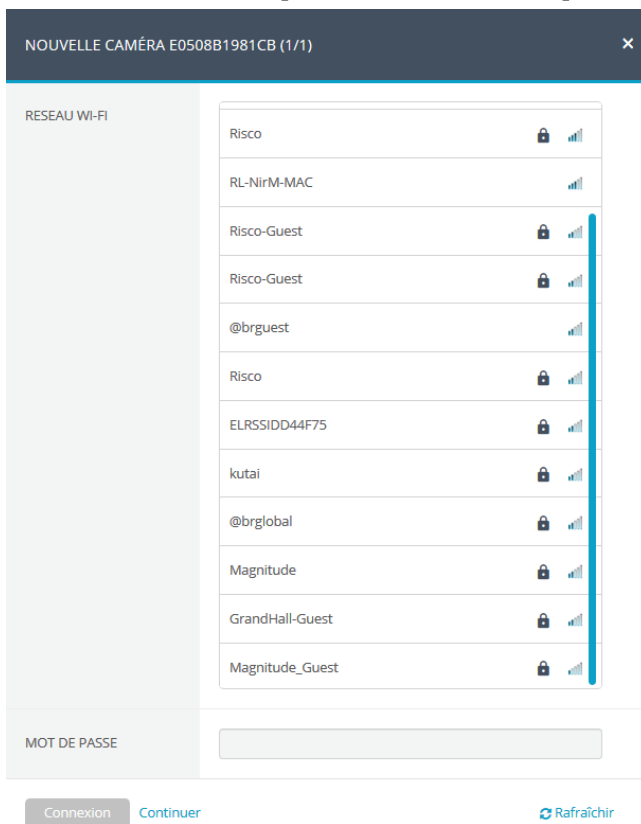 NOUVELLE CAMÉRA E0508B1981CB (1/1) ×
RESEAU WI-FI
Risco
RL-NirM-MAC
Risco-Guest
Risco-Guest
@brguest
Risco
ELRSSIDD44F75
kutai
@brglobal
Magnitude
GrandHall-Guest
Magnitude_Guest
MOT DE PASSE
Connexion Continuer Rafraîchir